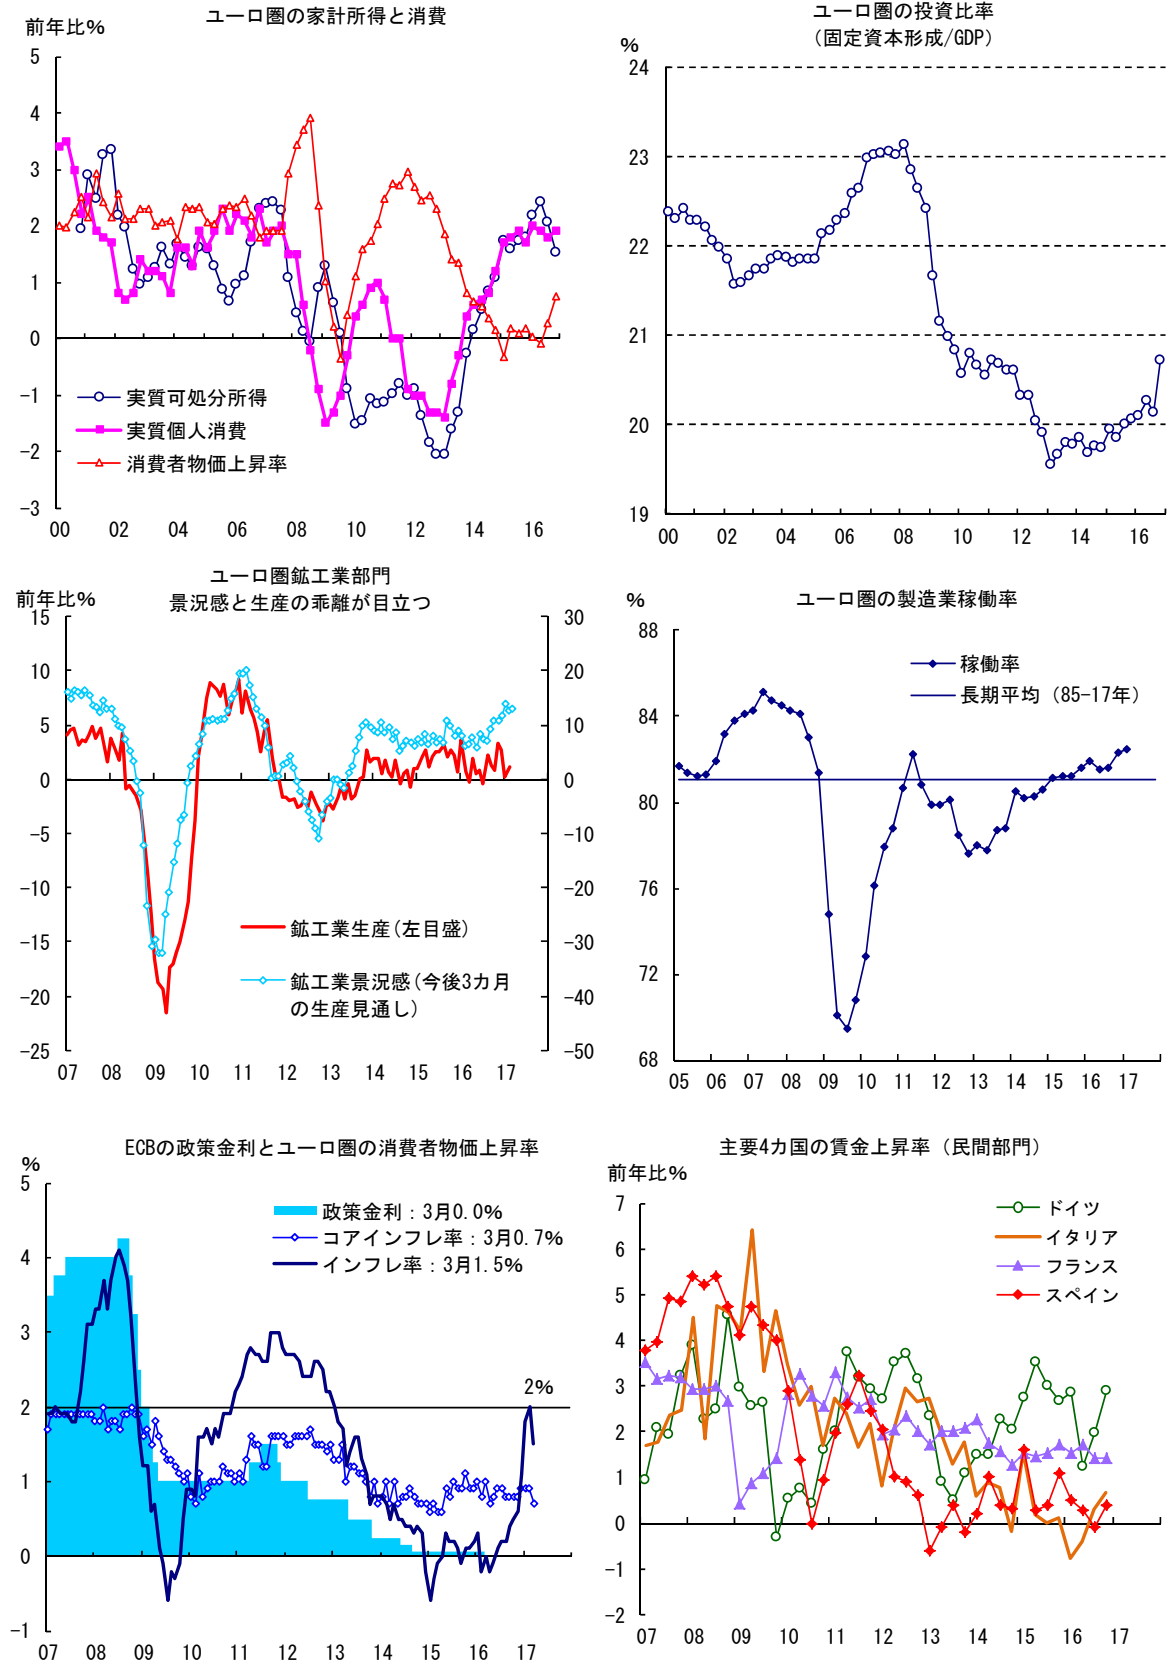 ユーロ圏の家計所得と消費
前年比%
5
4
3
2
1
0
-1
-2
-3
実質可処分所得
実質個人消費
消費者物価上昇率
00 02 04 06 08 10 12 14 16
ユーロ圏の投資比率
(固定資本形成/GDP)
%
24
23
22
21
20
19
00 02 04 06 08 10 12 14 16
ユーロ圏鉱工業部門
景況感と生産の乖離が目立つ
前年比%
15
10
5
0
-5
-10
-15
-20
-25
30
20
10
0
-10
-20
-30
-40
-50
鉱工業生産(左目盛)
鉱工業景況感(今後3カ月
の生産見通し)
07 08 09 10 11 12 13 14 15 16 17
ユーロ圏の製造業稼働率
%
88
84
80
76
72
68
稼働率
長期平均（85-17年）
05 06 07 08 09 10 11 12 13 14 15 16 17
ECBの政策金利とユーロ圏の消費者物価上昇率
%
5
4
3
2
1
0
-1
政策金利：3月0.0%
コアインフレ率：3月0.7%
インフレ率：3月1.5%
2%
07 08 09 10 11 12 13 14 15 16 17
主要4カ国の賃金上昇率（民間部門）
前年比%
7
6
5
4
3
2
1
0
-1
-2
ドイツ
イタリア
フランス
スペイン
07 08 09 10 11 12 13 14 15 16 17